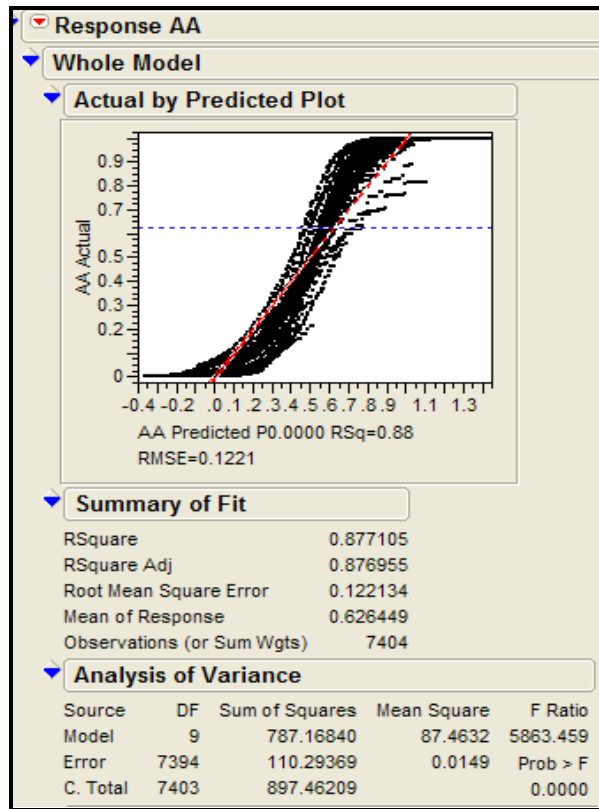 Response AA
Whole Model
Actual by Predicted Plot
AA Actual
0.9
0.8
0.7
0.5
0.4
0.3
0.2
0
-0.4 -0.2 .0 .1 .2 .3 .4 .5 .6 .7 .8 .9 1.1 1.3
AA Predicted P0.0000 RSq=0.88
RMSE=0.1221
Summary of Fit
RSquare 0.877105
RSquare Adj 0.876955
Root Mean Square Error 0.122134
Mean of Response 0.626449
Observations (or Sum Wgts) 7404
Analysis of Variance
Source DF Sum of Squares Mean Square F Ratio
Model 9 787.16840 87.4632 5863.459
Error 7394 110.29369 0.0149 Prob > F
C. Total 7403 897.46209 0.0000